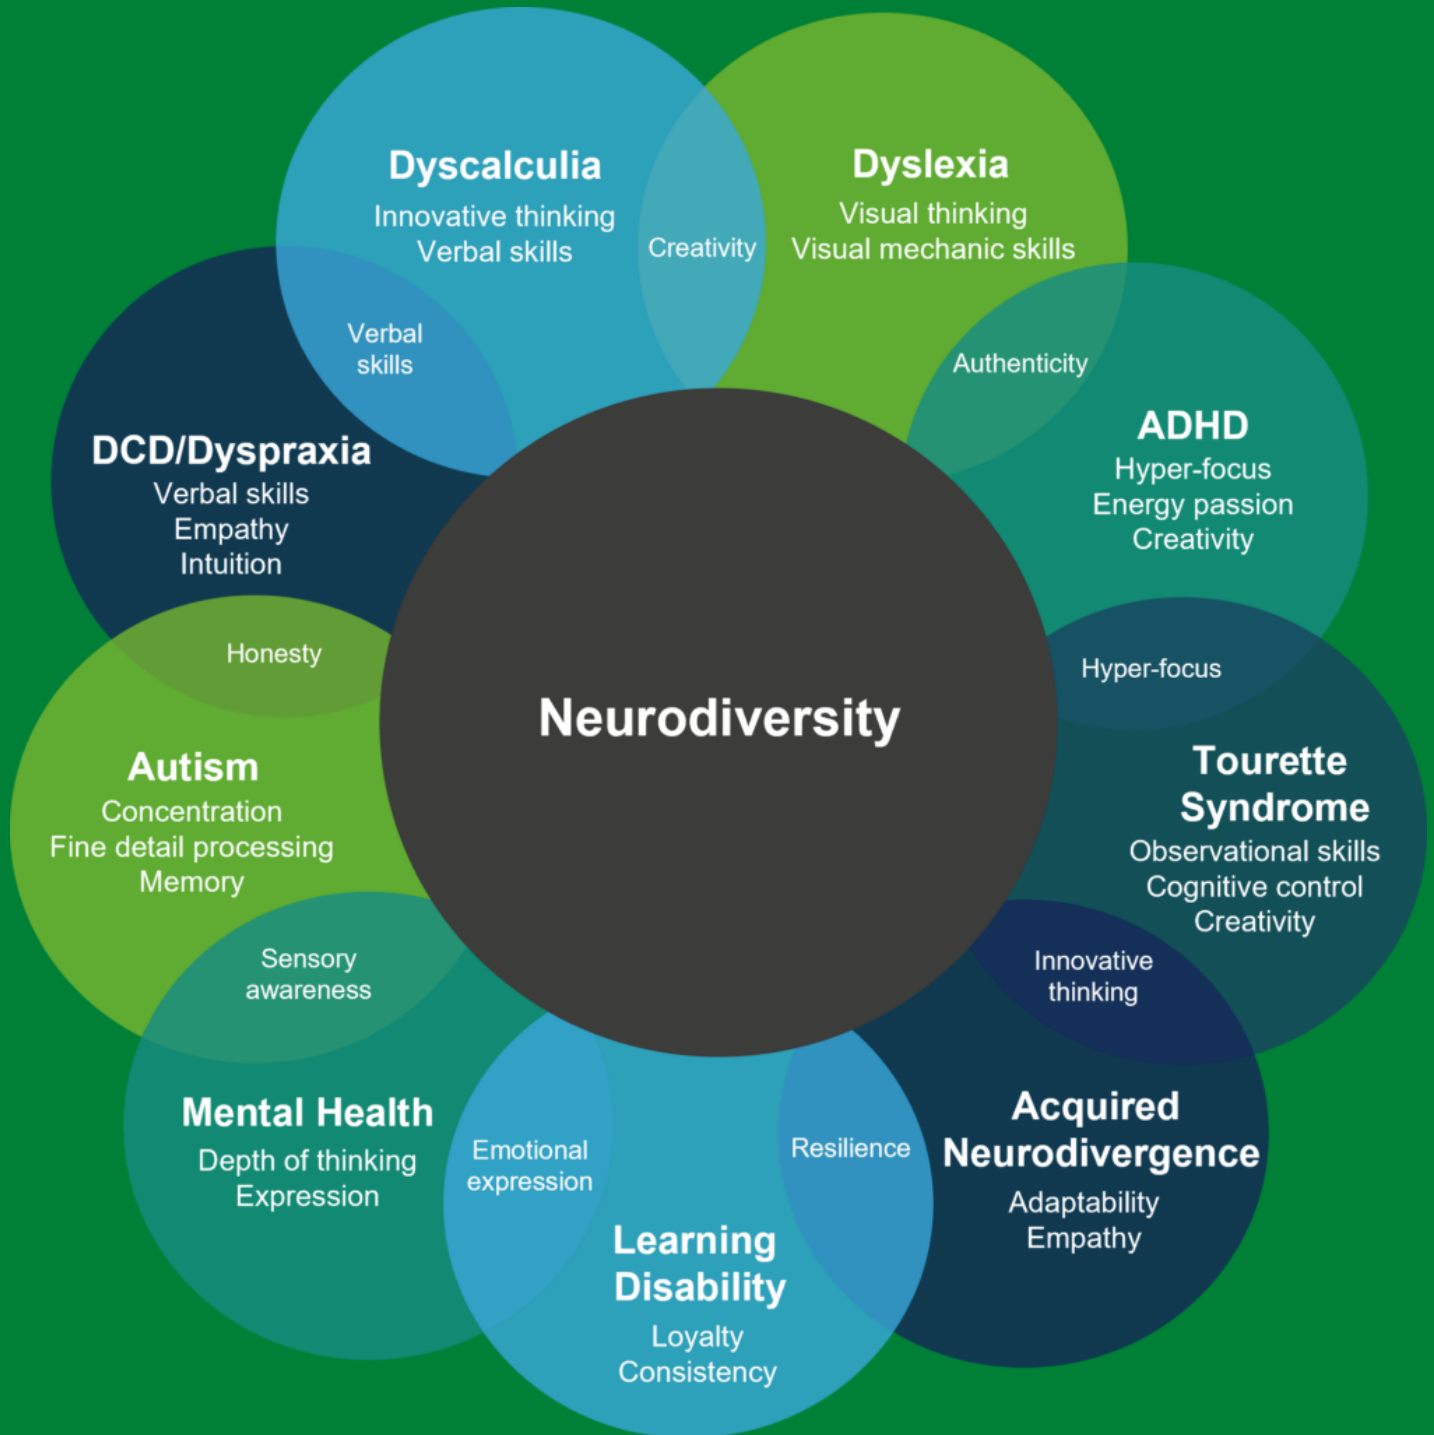 Dyscalculia
Innovative thinking
Verbal skills
Creativity
Dyslexia
Visual thinking
Visual mechanic skills
Authenticity
ADHD
Hyper-focus
Energy passion
Creativity
Hyper-focus
Tourette
Syndrome
Observational skills
Cognitive control
Creativity
Innovative
thinking
Acquired
Neurodivergence
Adaptability
Empathy
Resilience
Learning
Disability
Loyalty
Consistency
Emotional
expression
Mental Health
Depth of thinking
Expression
Sensory
awareness
Autism
Concentration
Fine detail processing
Memory
Honesty
DCD/Dyspraxia
Verbal skills
Empathy
Intuition
Verbal
skills
Neurodiversity